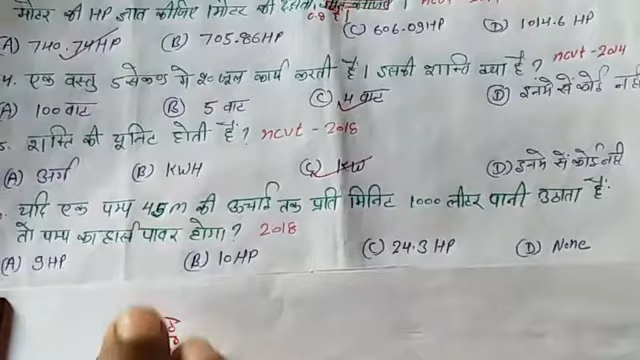 मोटर की HP ज्ञात कीजिए मोटर की दक्षता 0.8 है।
(A) 740.74HP (B) 705.86HP (C) 606.09HP (D) 1014.6 HP
4. एक वस्तु 5 सेकण्ड मे 20 जूल कार्य करती है। उसकी शक्ति क्या है? ncvt-2014
(A) 100 वाट (B) 5 वाट (C) 4 वाट (D) इनमे से कोई नही
5. शक्ति की यूनिट होती है? ncvt-2018
(A) अर्ग (B) KWH (C) KW (D) इनमे से कोई नही
यदि एक पम्प 45m की ऊचाई तक प्रति मिनिट 1000 लीटर पानी उठाता है
तो पम्प का हार्स पावर होगा? 2018
(A) 9HP (B) 10HP (C) 24.3 HP (D) None